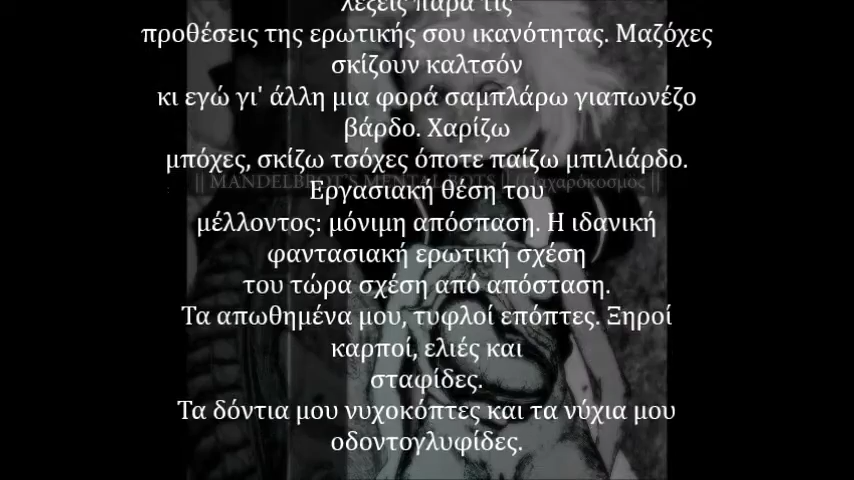 λέξεις παρά τις
προθέσεις της ερωτικής σου ικανότητας. Μαζόχες
σκίζουν καλτσόν
κι εγώ γι' άλλη μια φορά σαμπλάρω γιαπωνέζο
βάρδο. Χαρίζω
μπόχες, σκίζω τσόχες όποτε παίζω μπιλιάρδο.
|| MANDELBROT'S MENTAL BOTS ||
Εργασιακή θέση του
μέλλοντος: μόνιμη απόσπαση. Η ιδανική
φαντασιακή ερωτική σχέση
του τώρα σχέση από απόσταση.
Τα απωθημένα μου, τυφλοί επόπτες. Ξηροί
καρποί, ελιές και
σταφίδες.
Τα δόντια μου νυχοκόπτες και τα νύχια μου
οδοντογλυφίδες.